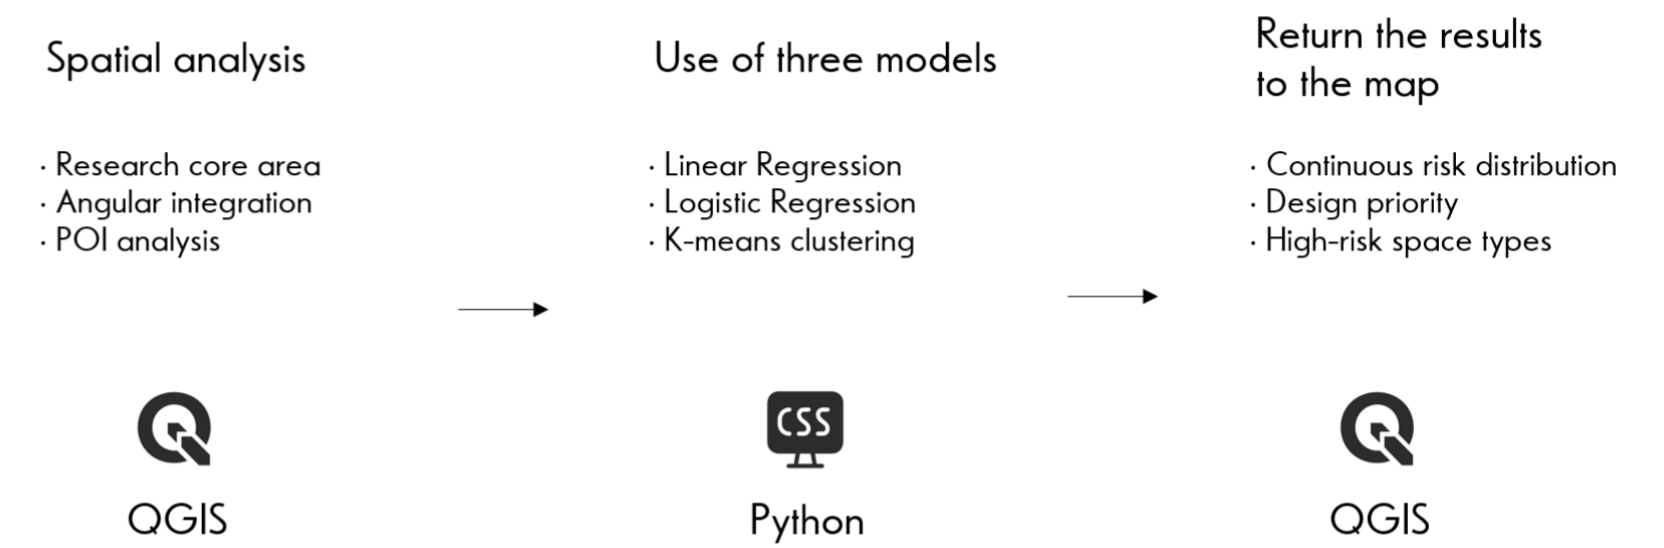 Spatial analysis
· Research core area
· Angular integration
· POI analysis
QGIS
Use of three models
· Linear Regression
· Logistic Regression
· K-means clustering
CSS
Python
Return the results
to the map
· Continuous risk distribution
· Design priority
· High-risk space types
QGIS